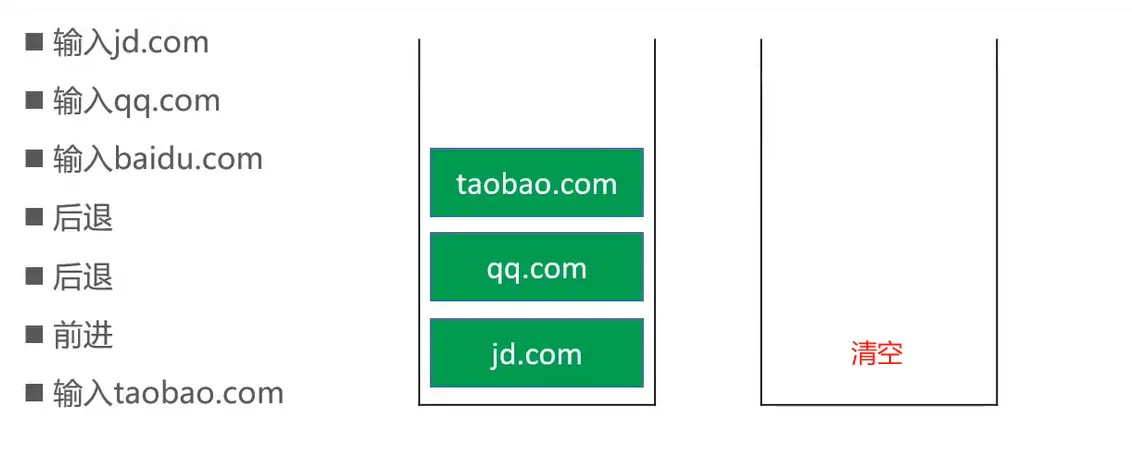 ■ 输入jd.com
■ 输入qq.com
■ 输入baidu.com
■ 后退
■ 后退
■ 前进
■ 输入taobao.com
taobao.com
qq.com
jd.com
清空